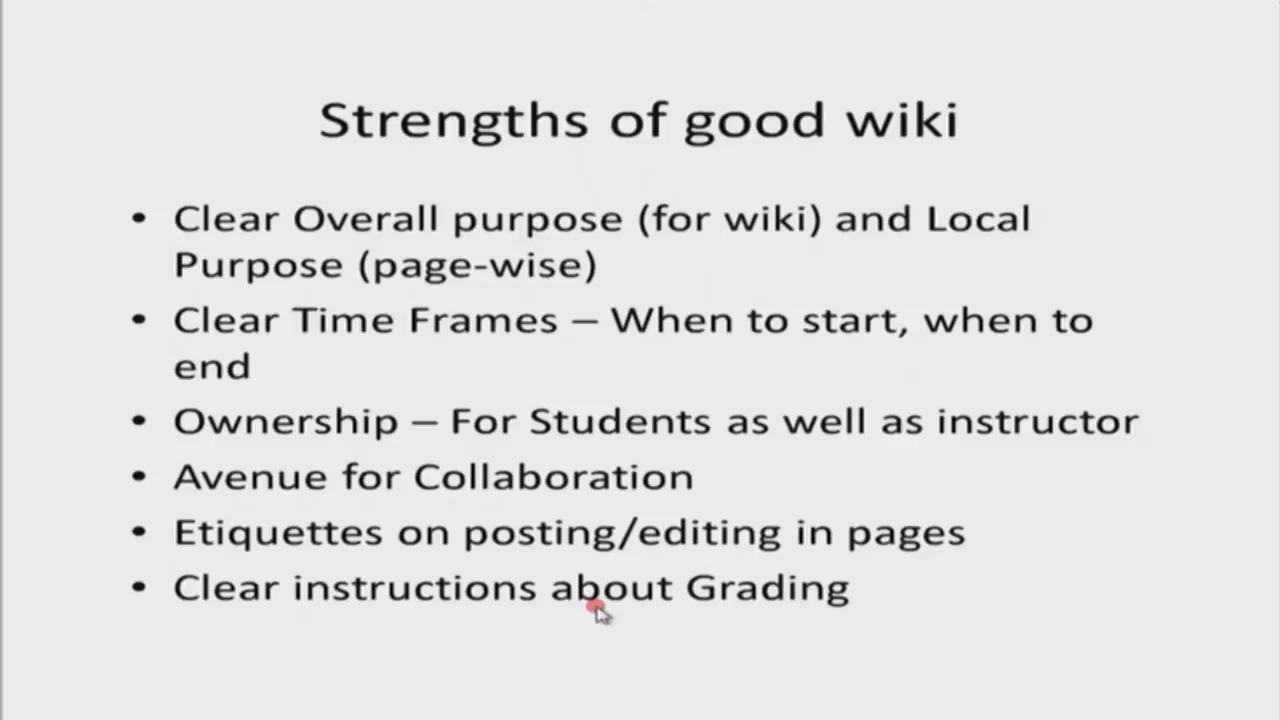 Strengths of good wiki
• Clear Overall purpose (for wiki) and Local
Purpose (page-wise)
• Clear Time Frames – When to start, when to
end
• Ownership – For Students as well as instructor
• Avenue for Collaboration
• Etiquettes on posting/editing in pages
• Clear instructions about Grading